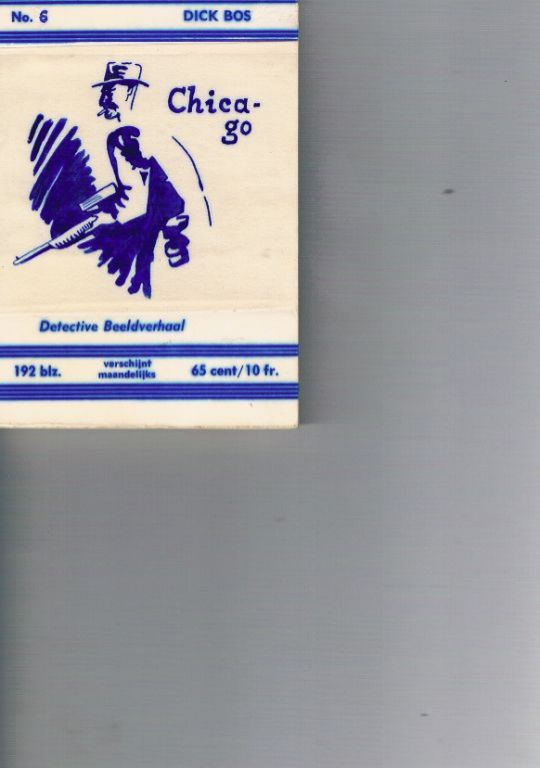 No. 6 DICK BOS
Chica-
go
Detective Beeldverhaal
192 blz. verschijnt maandelijks 65 cent/10 fr.